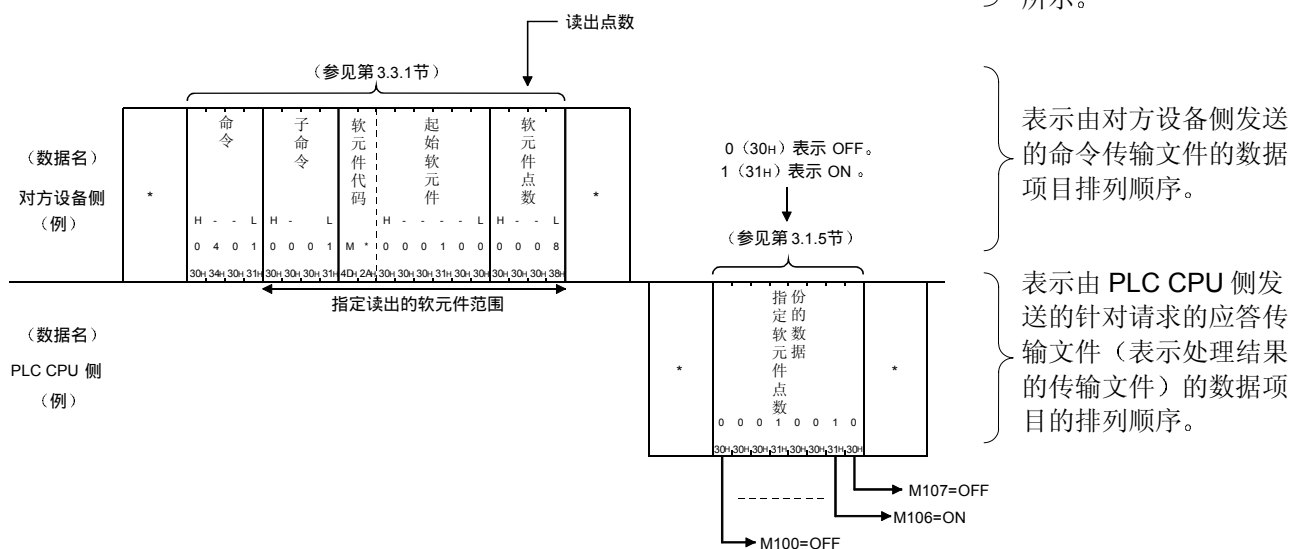 所示。
读出点数
（参见第3.3.1节）
（数据名）
对方设备侧
（例）
*
命令
子命令
软元件代码
起始软元件
软元件点数
*
H - - L H - L H - - - - L H - - L
0 4 0 1 0 0 0 1 M * 0 0 0 1 0 0 0 0 0 8
30H 34H 30H 31H 30H 30H 30H 31H 4DH 2AH 30H 30H 30H 31H 30H 30H 30H 30H 30H 38H
指定读出的软元件范围
0（30H）表示 OFF。
1（31H）表示 ON 。
（参见第3.1.5节）
表示由对方设备侧发送
的命令传输文件的数据
项目排列顺序。
（数据名）
PLC CPU 侧
（例）
*
指定软元件点数
份的数据
*
0 0 0 1 0 0 1 0
30H 30H 30H 31H 30H 30H 31H 30H
M107=OFF
M106=ON
M100=OFF
表示由 PLC CPU 侧发
送的针对请求的应答传
输文件（表示处理结果
的传输文件）的数据项
目的排列顺序。